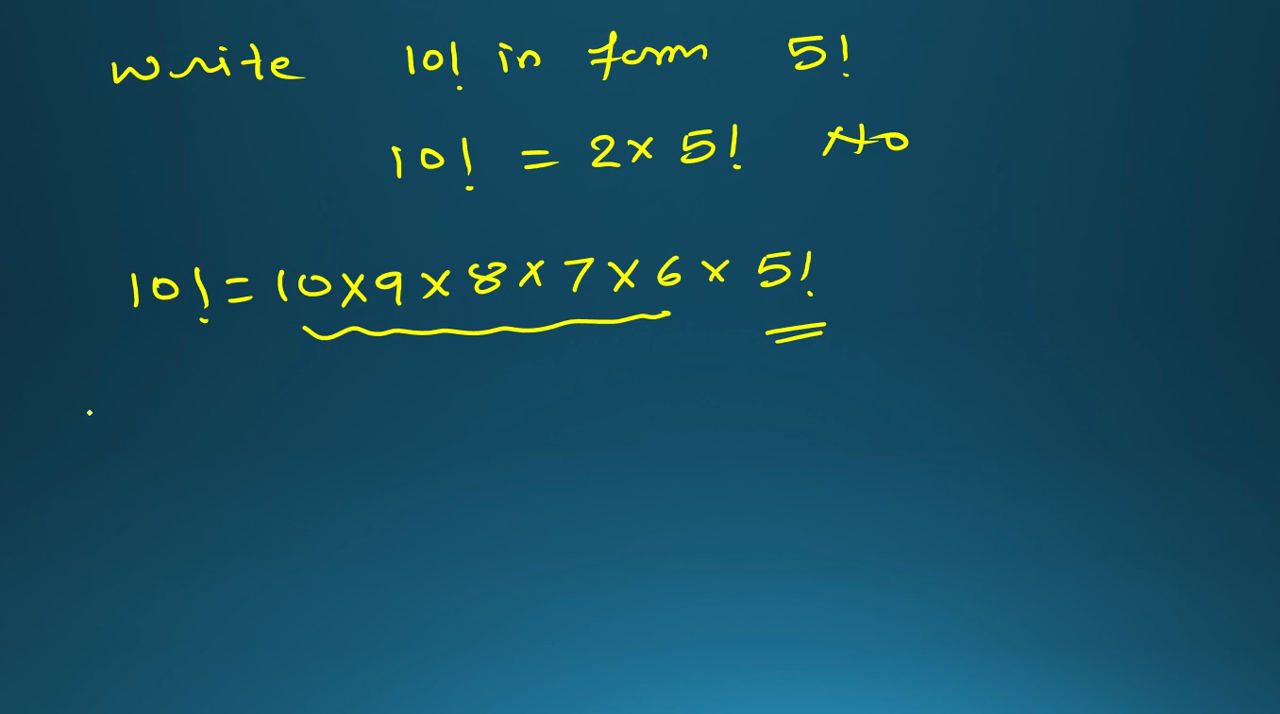 write 10! in form 5!
10! = 2× 5! No
10! = 10×9×8×7×6× 5!